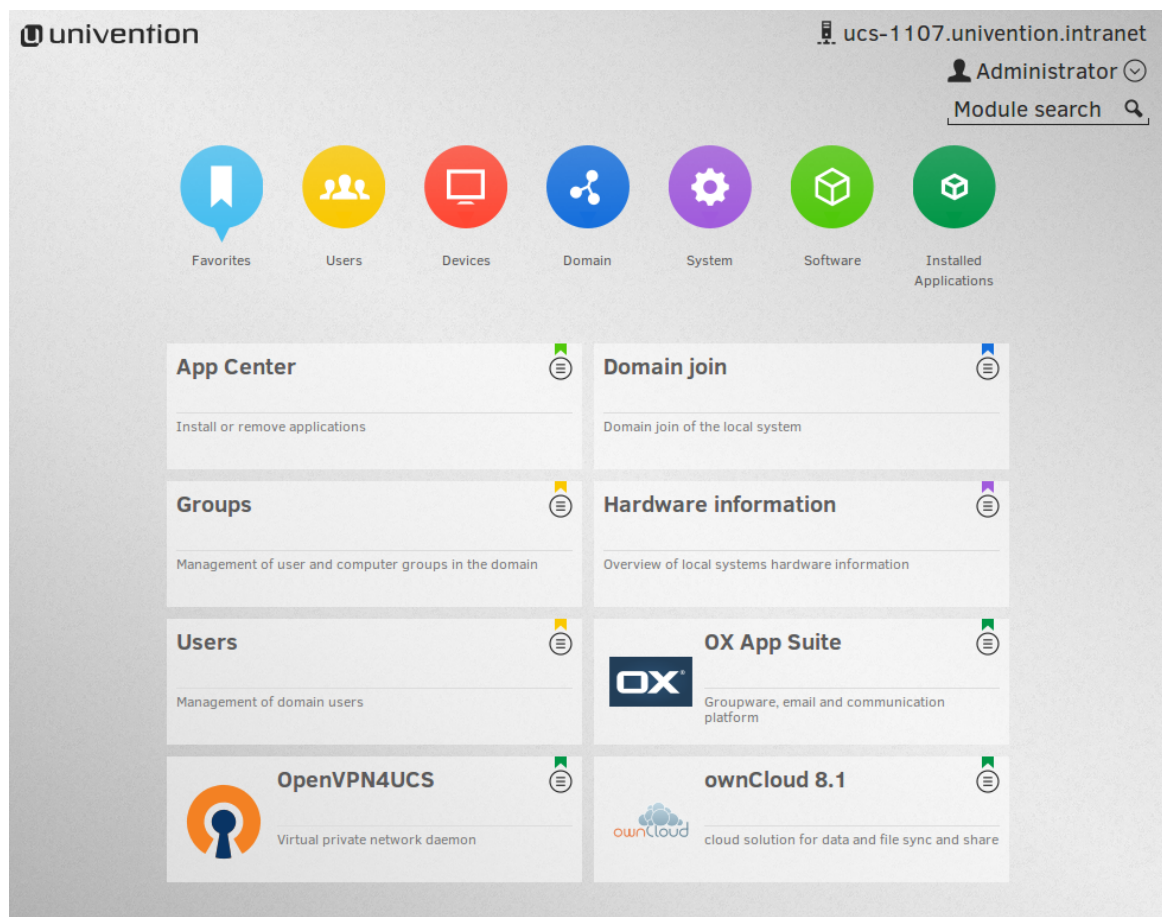 univention
ucs-1107.univention.intranet
Administrator
Module search
Favorites
Users
Devices
Domain
System
Software
Installed
Applications
App Center
Install or remove applications
Domain join
Domain join of the local system
Groups
Management of user and computer groups in the domain
Hardware information
Overview of local systems hardware information
Users
Management of domain users
OX
OX App Suite
Groupware, email and communication
platform
OpenVPN4UCS
Virtual private network daemon
ownCloud
ownCloud 8.1
cloud solution for data and file sync and share